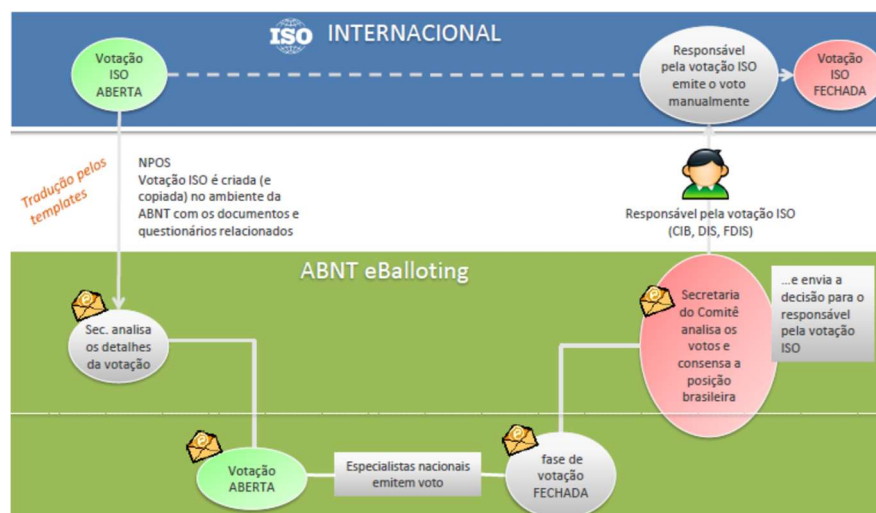 ISO INTERNACIONAL
Votação
ISO
ABERTA
Responsável
pela votação ISO
emite o voto
manualmente
Votação
ISO
FECHADA
Tradução pelos
templates
NPOS
Votação ISO é criada (e
copiada) no ambiente da
ABNT com os documentos e
questionários relacionados
Responsável pela votação ISO
(CIB, DIS, FDIS)
ABNT eBalloting
Sec. analisa
os detalhes
da votação
Secretaria
do Comitê
analisa os
votos e
consensa a
posição
brasileira
...e envia a
decisão para o
responsável
pela votação
ISO
Votação
ABERTA
Especialistas nacionais
emitem voto
fase de
votação
FECHADA